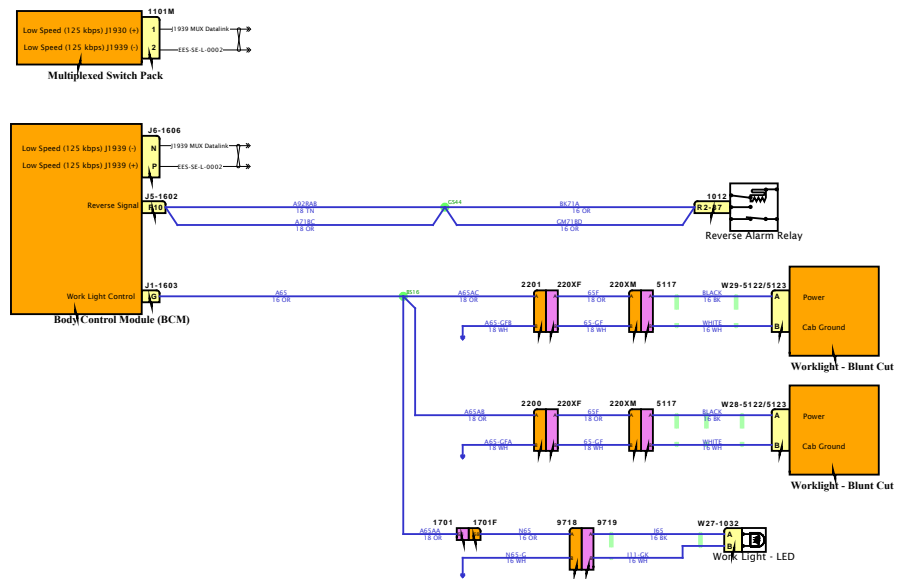 1101M
Low Speed (125 kbps) J1930 (+)
1
J1939 MUX Datalink
Low Speed (125 kbps) J1939 (-)
2
EES-SE-L-0002
Multiplexed Switch Pack
J6-1606
Low Speed (125 kbps) J1939 (-)
N
J1939 MUX Datalink
Low Speed (125 kbps) J1939 (+)
P
EES-SE-L-0002
J5-1602
Reverse Signal
F10
A92RAB
18 TN
A718C
18 OR
G544
BK71A
16 OR
GM718D
16 OR
1012
R2-87
Reverse Alarm Relay
J1-1603
Work Light Control
G
A65
16 OR
Body Control Module (BCM)
A65AC
18 OR
2201
220XF
65F
18 OR
220XM
5117
BLACK
16 BK
W29-5122/5123
A
Power
A65-GFB
18 WH
65-GF
18 WH
WHITE
16 WH
B
Cab Ground
Worklight - Blunt Cut
A65AB
18 OR
2200
220XF
65F
18 OR
220XM
5117
BLACK
16 BK
W28-5122/5123
A
Power
A65-GFA
18 WH
65-GF
18 WH
WHITE
16 WH
B
Cab Ground
Worklight - Blunt Cut
A65AA
18 OR
1701
1701F
N65
16 OR
9718
9719
J65
16 BK
W27-1032
A
N65-G
16 WH
J11-GK
16 WH
B
Work Light - LED